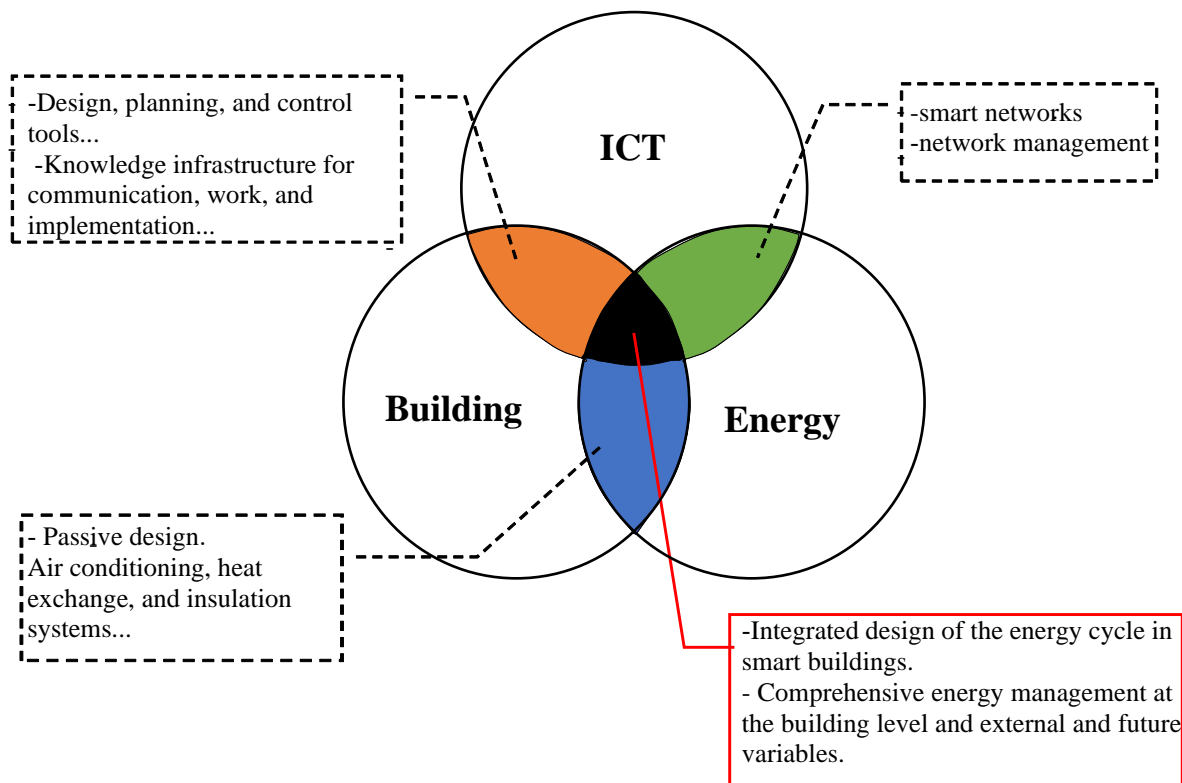 -Design, planning, and control
tools...
-Knowledge infrastructure for
communication, work, and
implementation...
ICT
-smart networks
-network management
Building
Energy
- Passive design.
Air conditioning, heat
exchange, and insulation
systems...
-Integrated design of the energy cycle in
smart buildings.
- Comprehensive energy management at
the building level and external and future
variables.